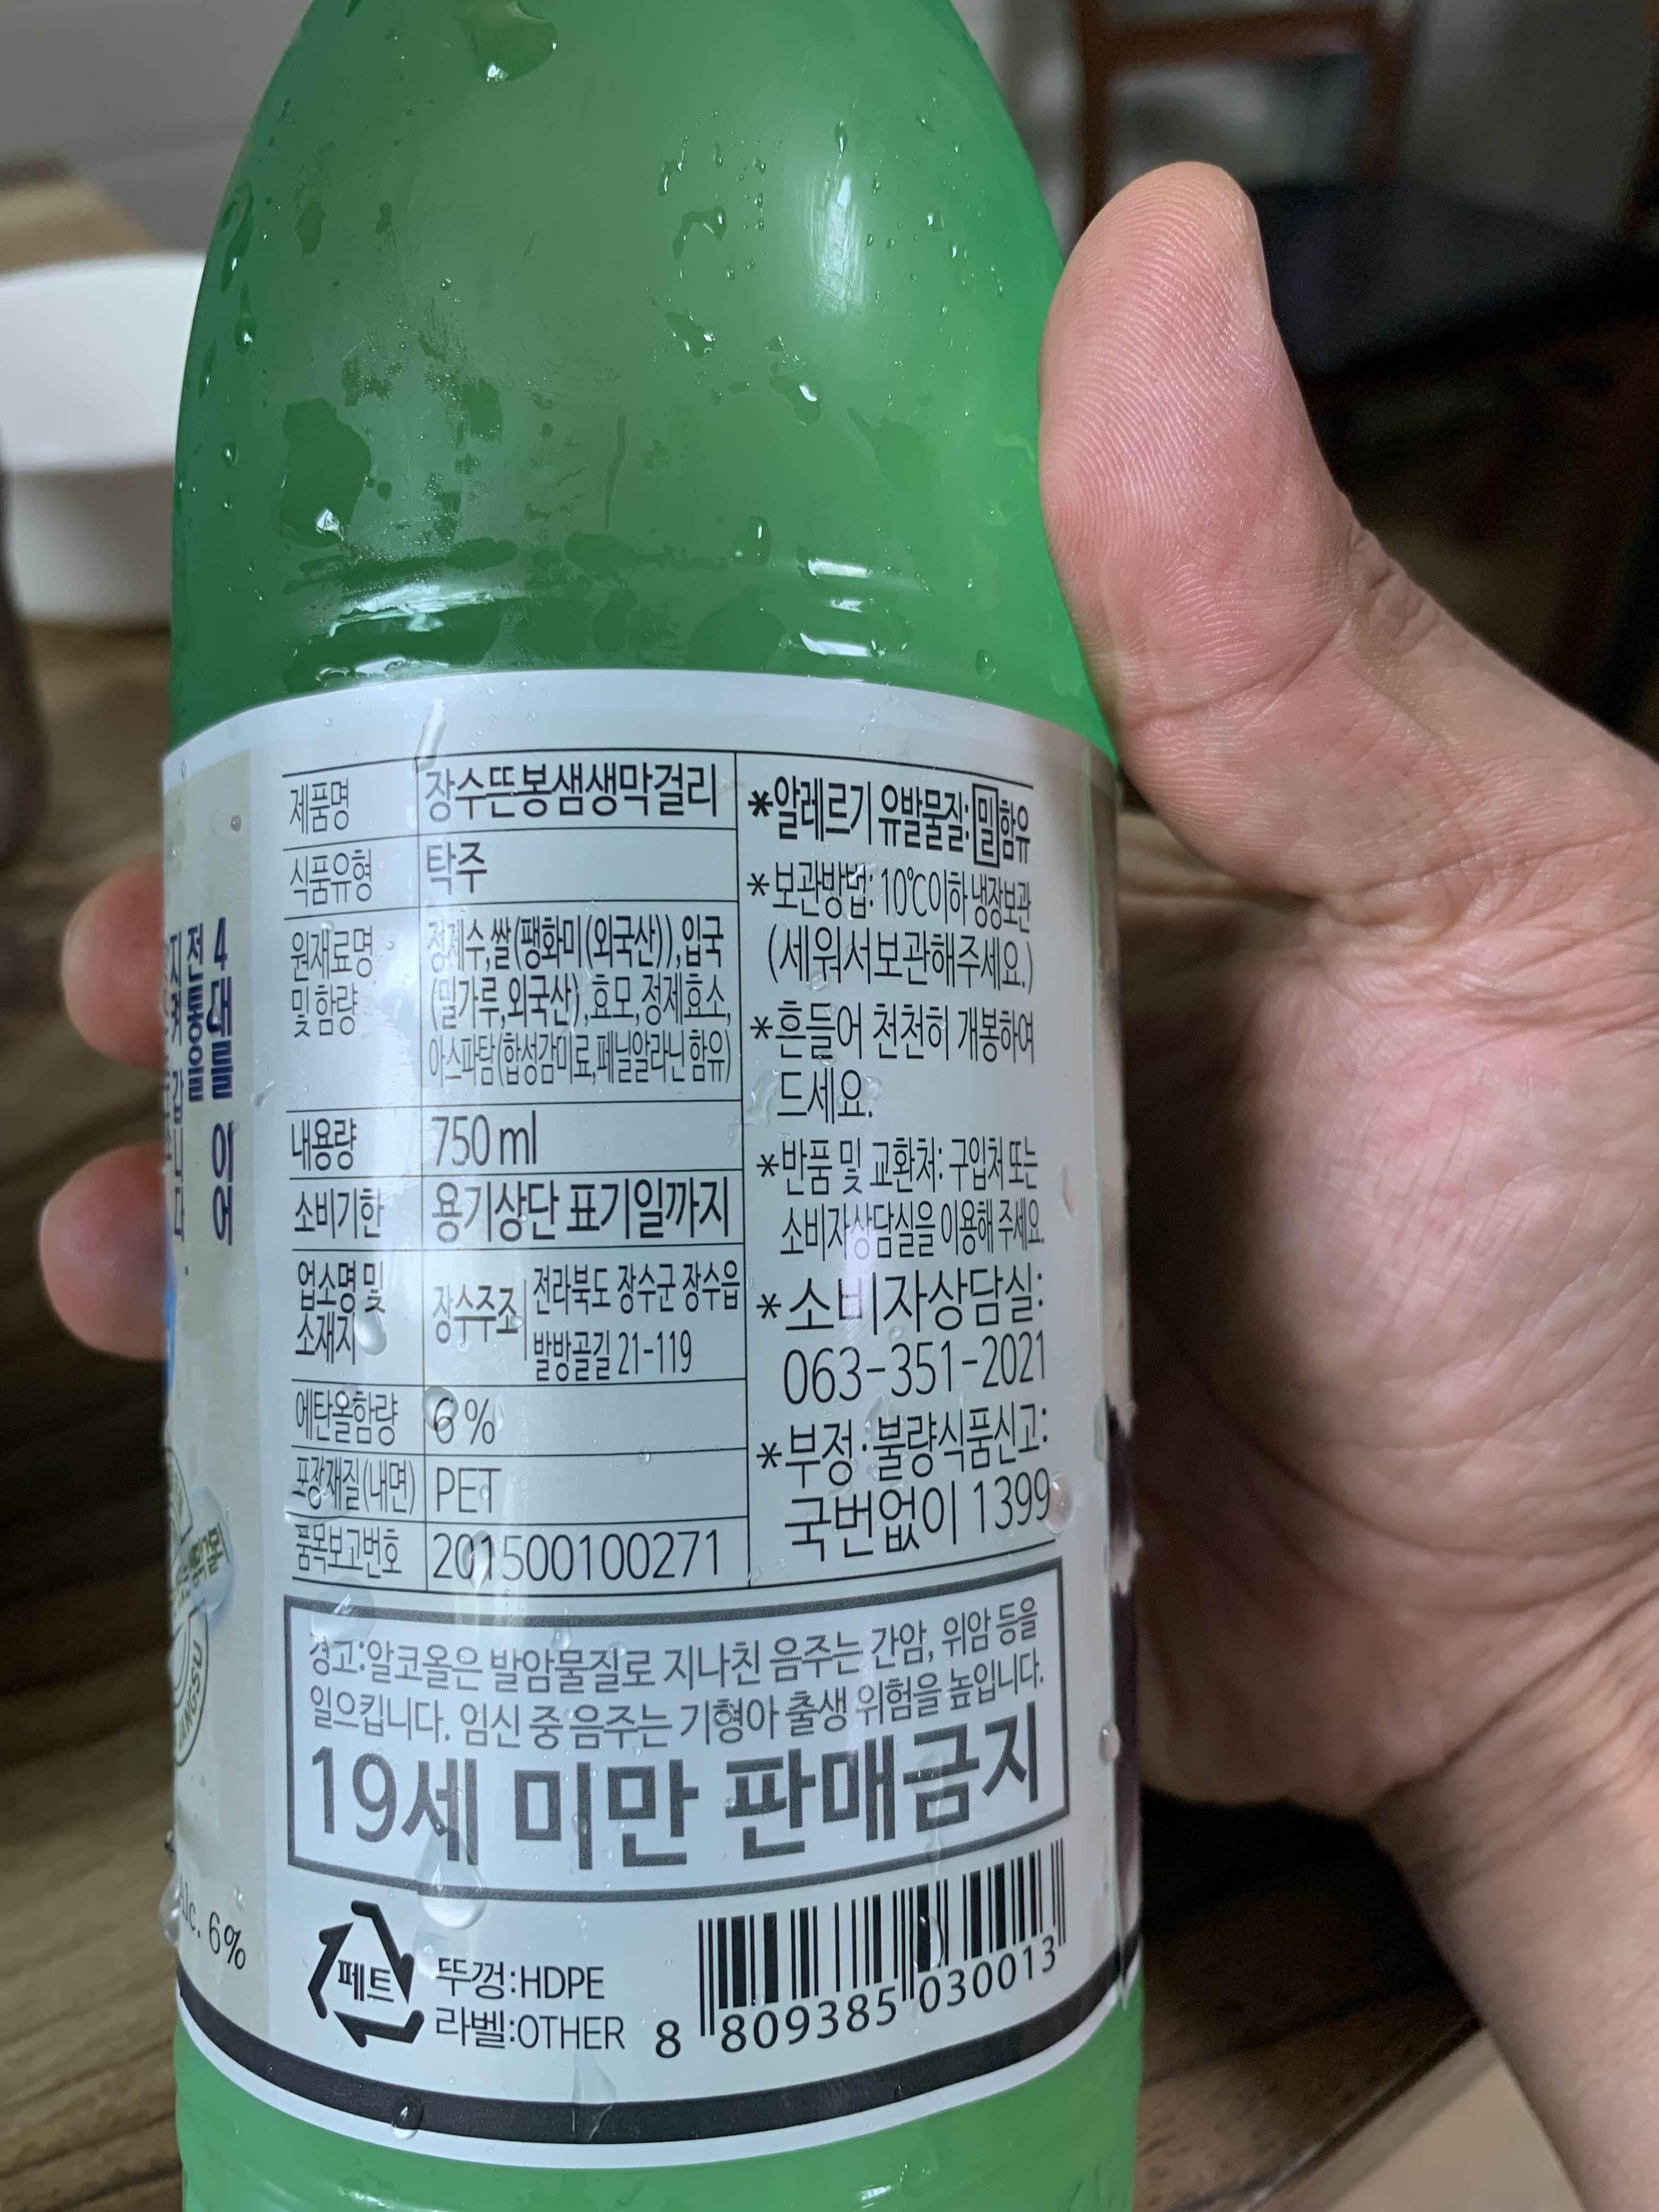 4대를 이어
전통을
제품명 장수뜬봉샘생막걸리
식품유형 탁주
원재료명 및 함량
정제수,쌀(팽화미(외국산)),입국
(밀가루,외국산),효모,정제효소,
아스파탐(합성감미료,페닐알라닌 함유)
내용량 750ml
소비기한 용기상단 표기일까지
업소명 및 소재지
장수주조
전라북도 장수군 장수읍
발방골길 21-119
에탄올함량 6%
포장재질(내면) PET
품목보고번호 201500100271
*알레르기 유발물질: 밀 함유
*보관방법: 10℃이하 냉장보관
(세워서보관해주세요.)
*흔들어 천천히 개봉하여
드세요.
*반품 및 교환처: 구입처 또는
소비자상담실을 이용해 주세요.
*소비자상담실:
063-351-2021
*부정·불량식품신고:
국번없이 1399
경고:알코올은 발암물질로 지나친 음주는 간암, 위암 등을
일으킵니다. 임신 중 음주는 기형아 출생 위험을 높입니다.
19세 미만 판매금지
6%
페트
뚜껑:HDPE
라벨:OTHER
8 809385 030013